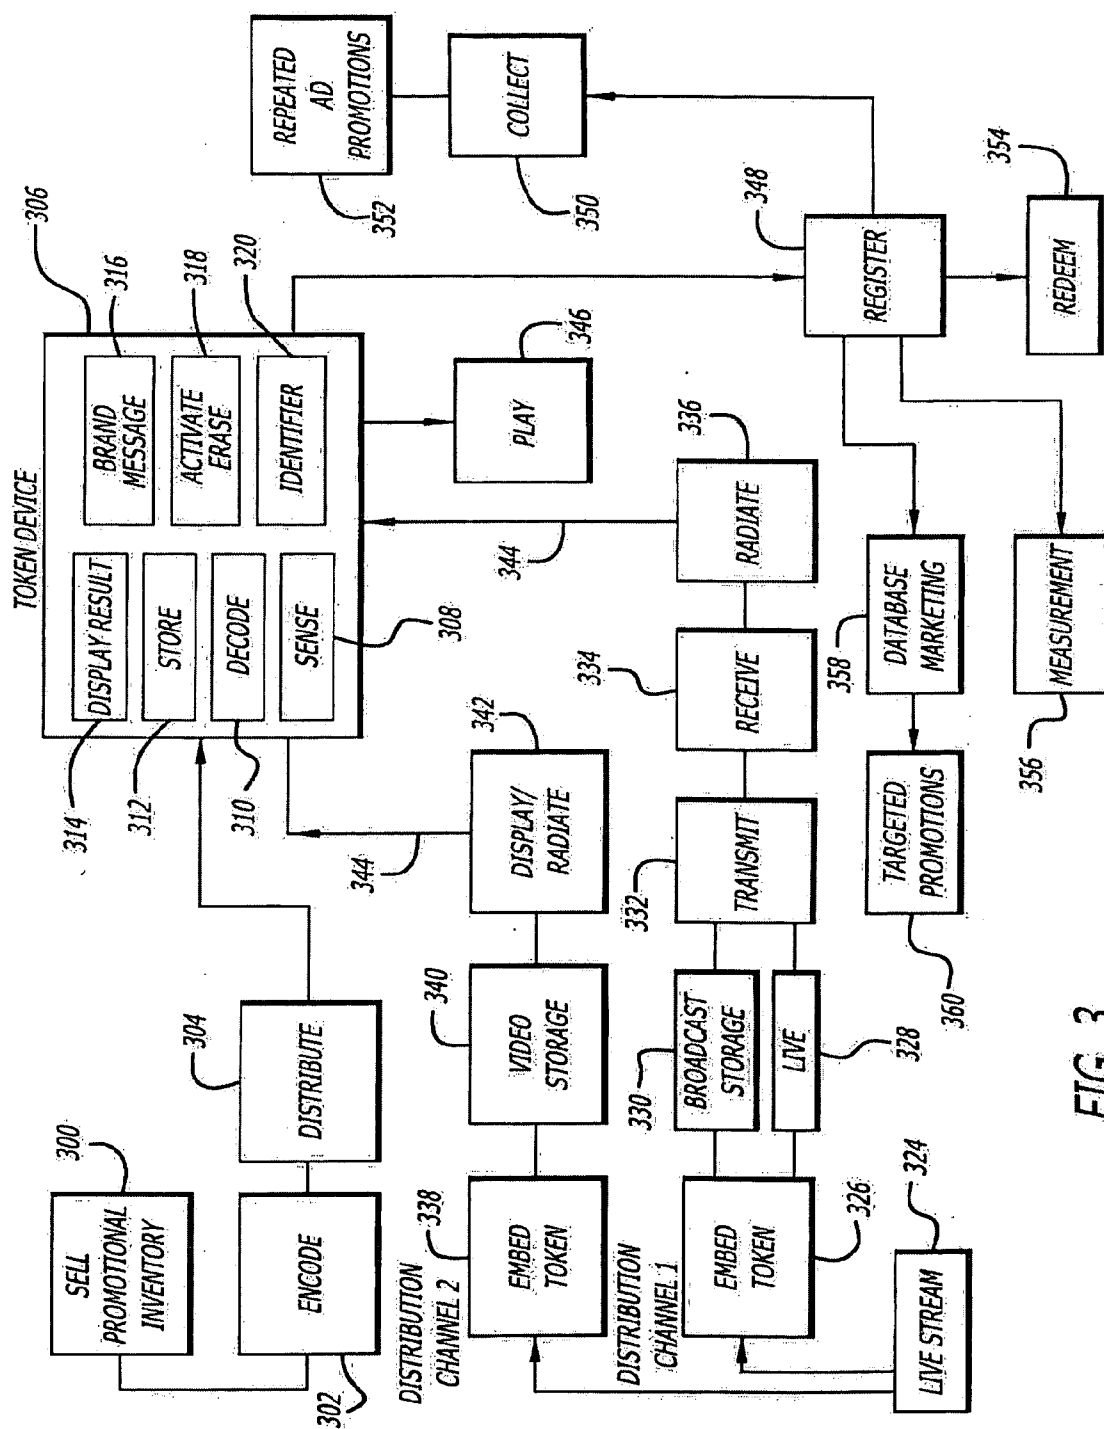 300
SELL
PROMOTIONAL
INVENTORY
ENCODE
302
304
DISTRIBUTE
TOKEN DEVICE
306
314
DISPLAY RESULT
312
STORE
310
DECODE
SENSE
308
BRAND
MESSAGE
316
ACTIVATE
ERASE
318
IDENTIFIER
320
REPEATED
AD
PROMOTIONS
352
COLLECT
350
PLAY
346
344
344
DISTRIBUTION
CHANNEL 2
338
EMBED
TOKEN
340
VIDEO
STORAGE
342
DISPLAY/
RADIATE
DISTRIBUTION
CHANNEL 1
EMBED
TOKEN
326
330
BROADCAST
STORAGE
LIVE
328
332
TRANSMIT
334
RECEIVE
336
RADIATE
348
REGISTER
354
REDEEM
358
DATABASE
MARKETING
TARGETED
PROMOTIONS
360
356
MEASUREMENT
324
LIVE STREAM
FIG. 3